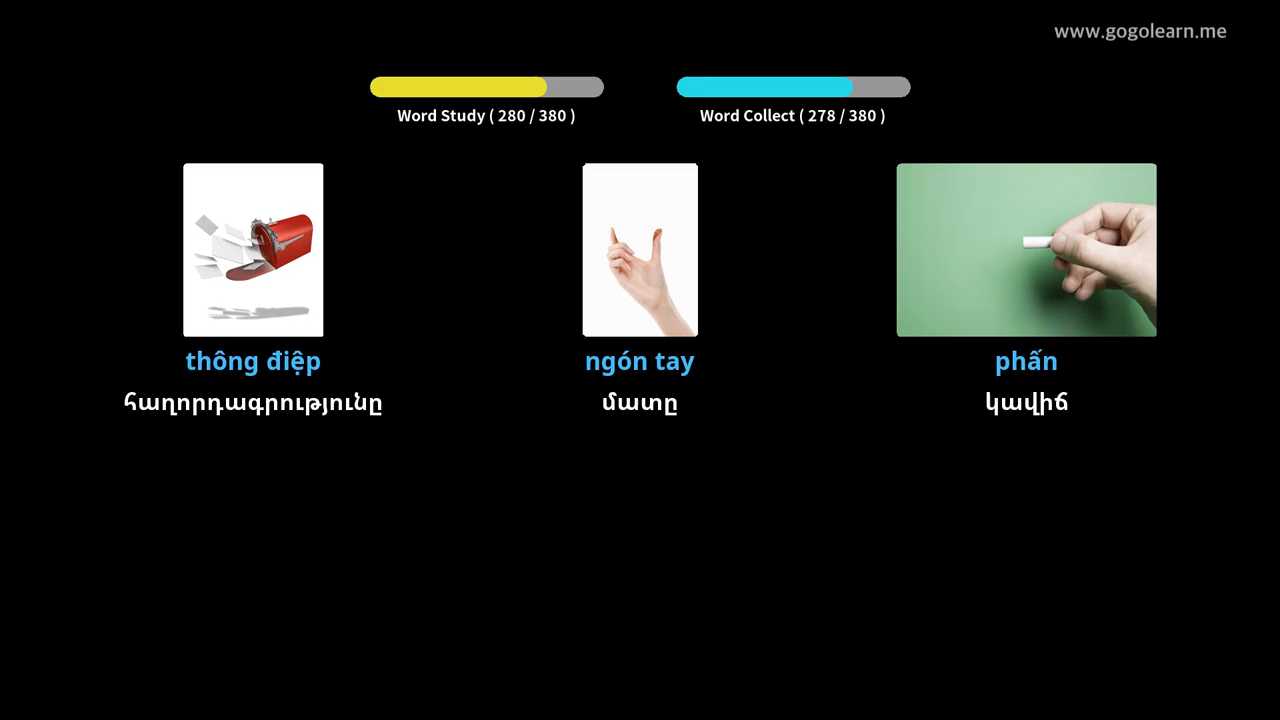 www.gogolearn.me
Word Study ( 280 / 380 )
Word Collect ( 278 / 380 )
thông điệp
ngón tay
phấn
հաղորդագրությունը
մատը
կավիճ